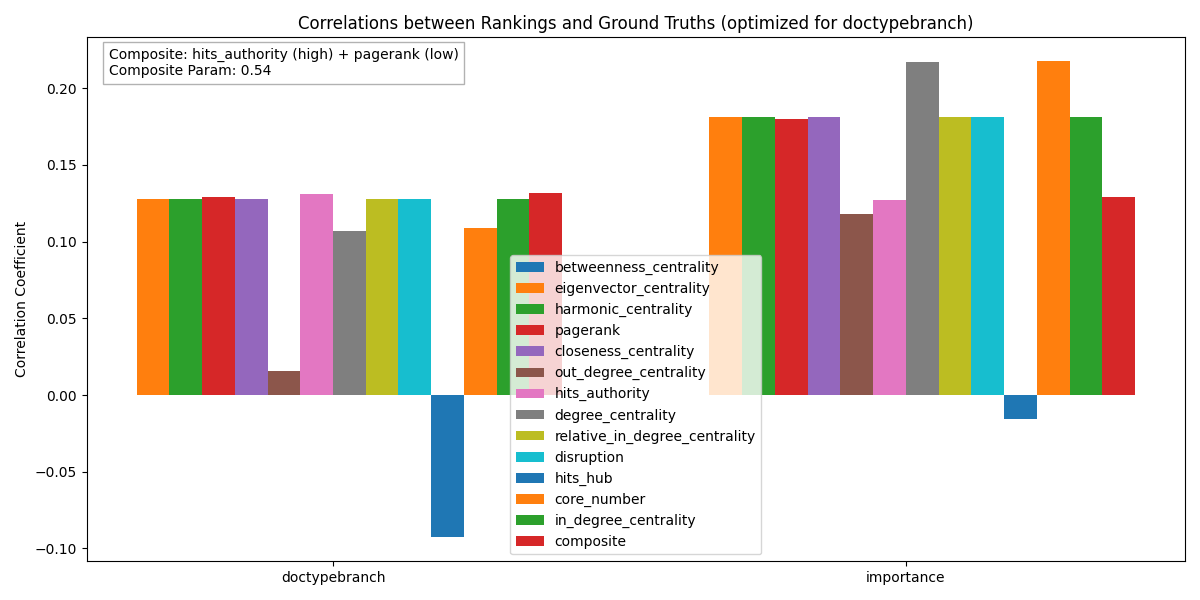 Correlations between Rankings and Ground Truths (optimized for doctypebranch)
Composite: hits_authority (high) + pagerank (low)
Composite Param: 0.54
Correlation Coefficient
0.20
0.15
0.10
0.05
0.00
−0.05
−0.10
betweenness_centrality
eigenvector_centrality
harmonic_centrality
pagerank
closeness_centrality
out_degree_centrality
hits_authority
degree_centrality
relative_in_degree_centrality
disruption
hits_hub
core_number
in_degree_centrality
composite
doctypebranch
importance